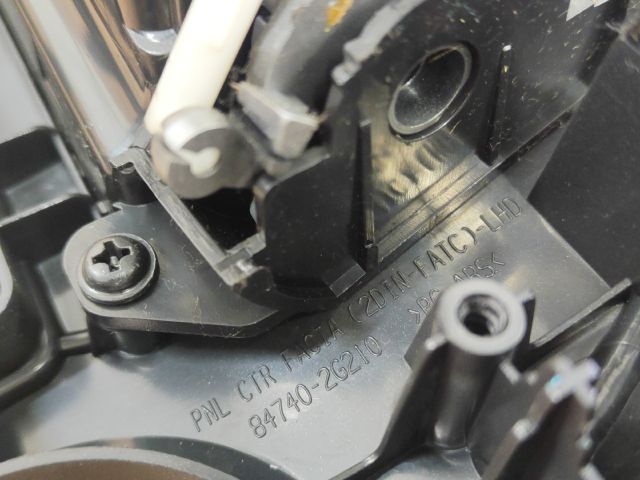 PNL CTR FACIA (2DIN-FATC)-LHD
84740-2G210 >PC+ABS<